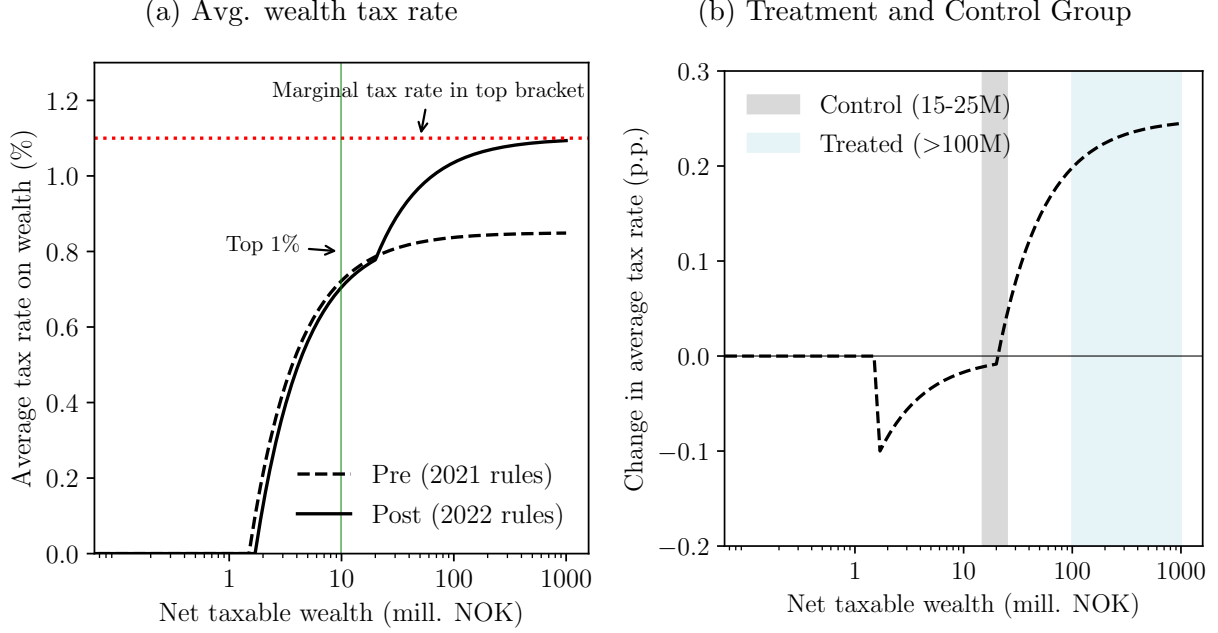 (a) Avg. wealth tax rate
Average tax rate on wealth (%)
1.2
1.0
0.8
0.6
0.4
0.2
0.0
Marginal tax rate in top bracket
Top 1%
Pre (2021 rules)
Post (2022 rules)
1 10 100 1000
Net taxable wealth (mill. NOK)
(b) Treatment and Control Group
Change in average tax rate (p.p.)
0.3
0.2
0.1
0.0
−0.1
−0.2
Control (15-25M)
Treated (>100M)
1 10 100 1000
Net taxable wealth (mill. NOK)